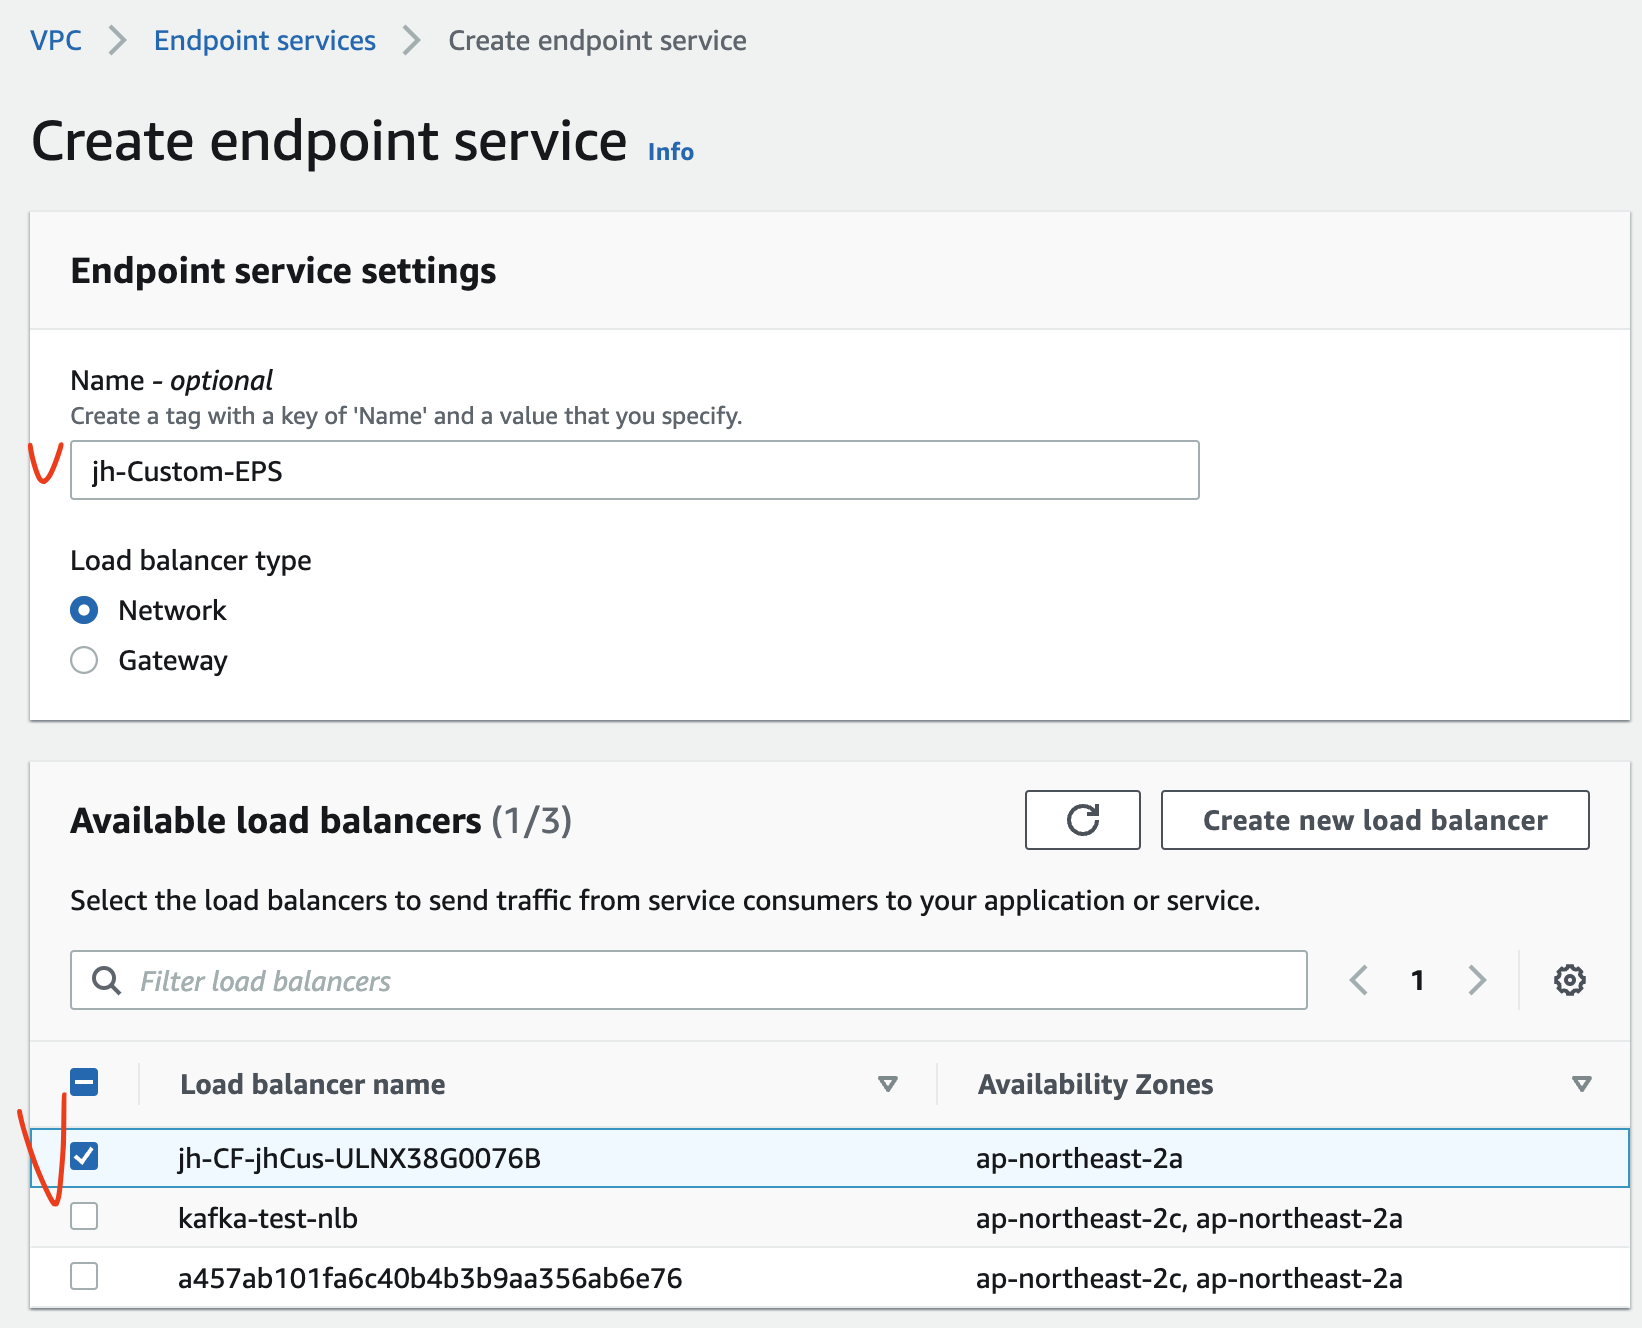 VPC > Endpoint services > Create endpoint service
Create endpoint service Info
Endpoint service settings
Name - optional
Create a tag with a key of 'Name' and a value that you specify.
jh-Custom-EPS
Load balancer type
Network
Gateway
Available load balancers (1/3)
Create new load balancer
Select the load balancers to send traffic from service consumers to your application or service.
Filter load balancers
1
Load balancer name Availability Zones
jh-CF-jhCus-ULNX38G0076B ap-northeast-2a
kafka-test-nlb ap-northeast-2c, ap-northeast-2a
a457ab101fa6c40b4b3b9aa356ab6e76 ap-northeast-2c, ap-northeast-2a